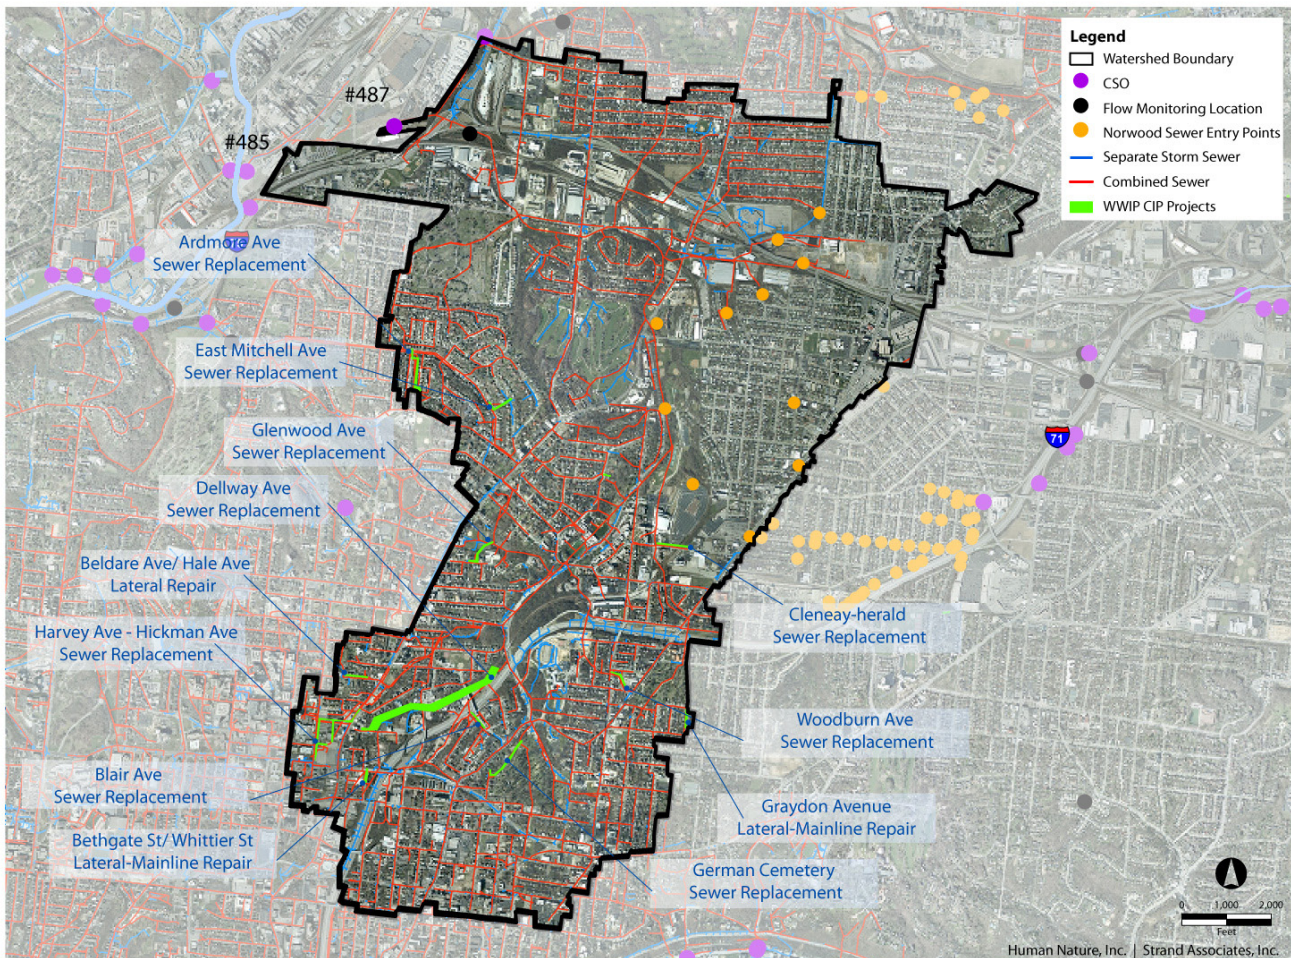 Legend
Watershed Boundary
CSO
Flow Monitoring Location
Norwood Sewer Entry Points
Separate Storm Sewer
Combined Sewer
WWIP CIP Projects
#487
#485
Ardmore Ave
Sewer Replacement
East Mitchell Ave
Sewer Replacement
Glenwood Ave
Sewer Replacement
71
Dellway Ave
Sewer Replacement
Beldare Ave/ Hale Ave
Lateral Repair
Cleneay-herald
Sewer Replacement
Harvey Ave - Hickman Ave
Sewer Replacement
Woodburn Ave
Sewer Replacement
Blair Ave
Sewer Replacement
Graydon Avenue
Lateral-Mainline Repair
Bethgate St/ Whittier St
Lateral-Mainline Repair
German Cemetery
Sewer Replacement
0 1,000 2,000
Feet
Human Nature, Inc. | Strand Associates, Inc.